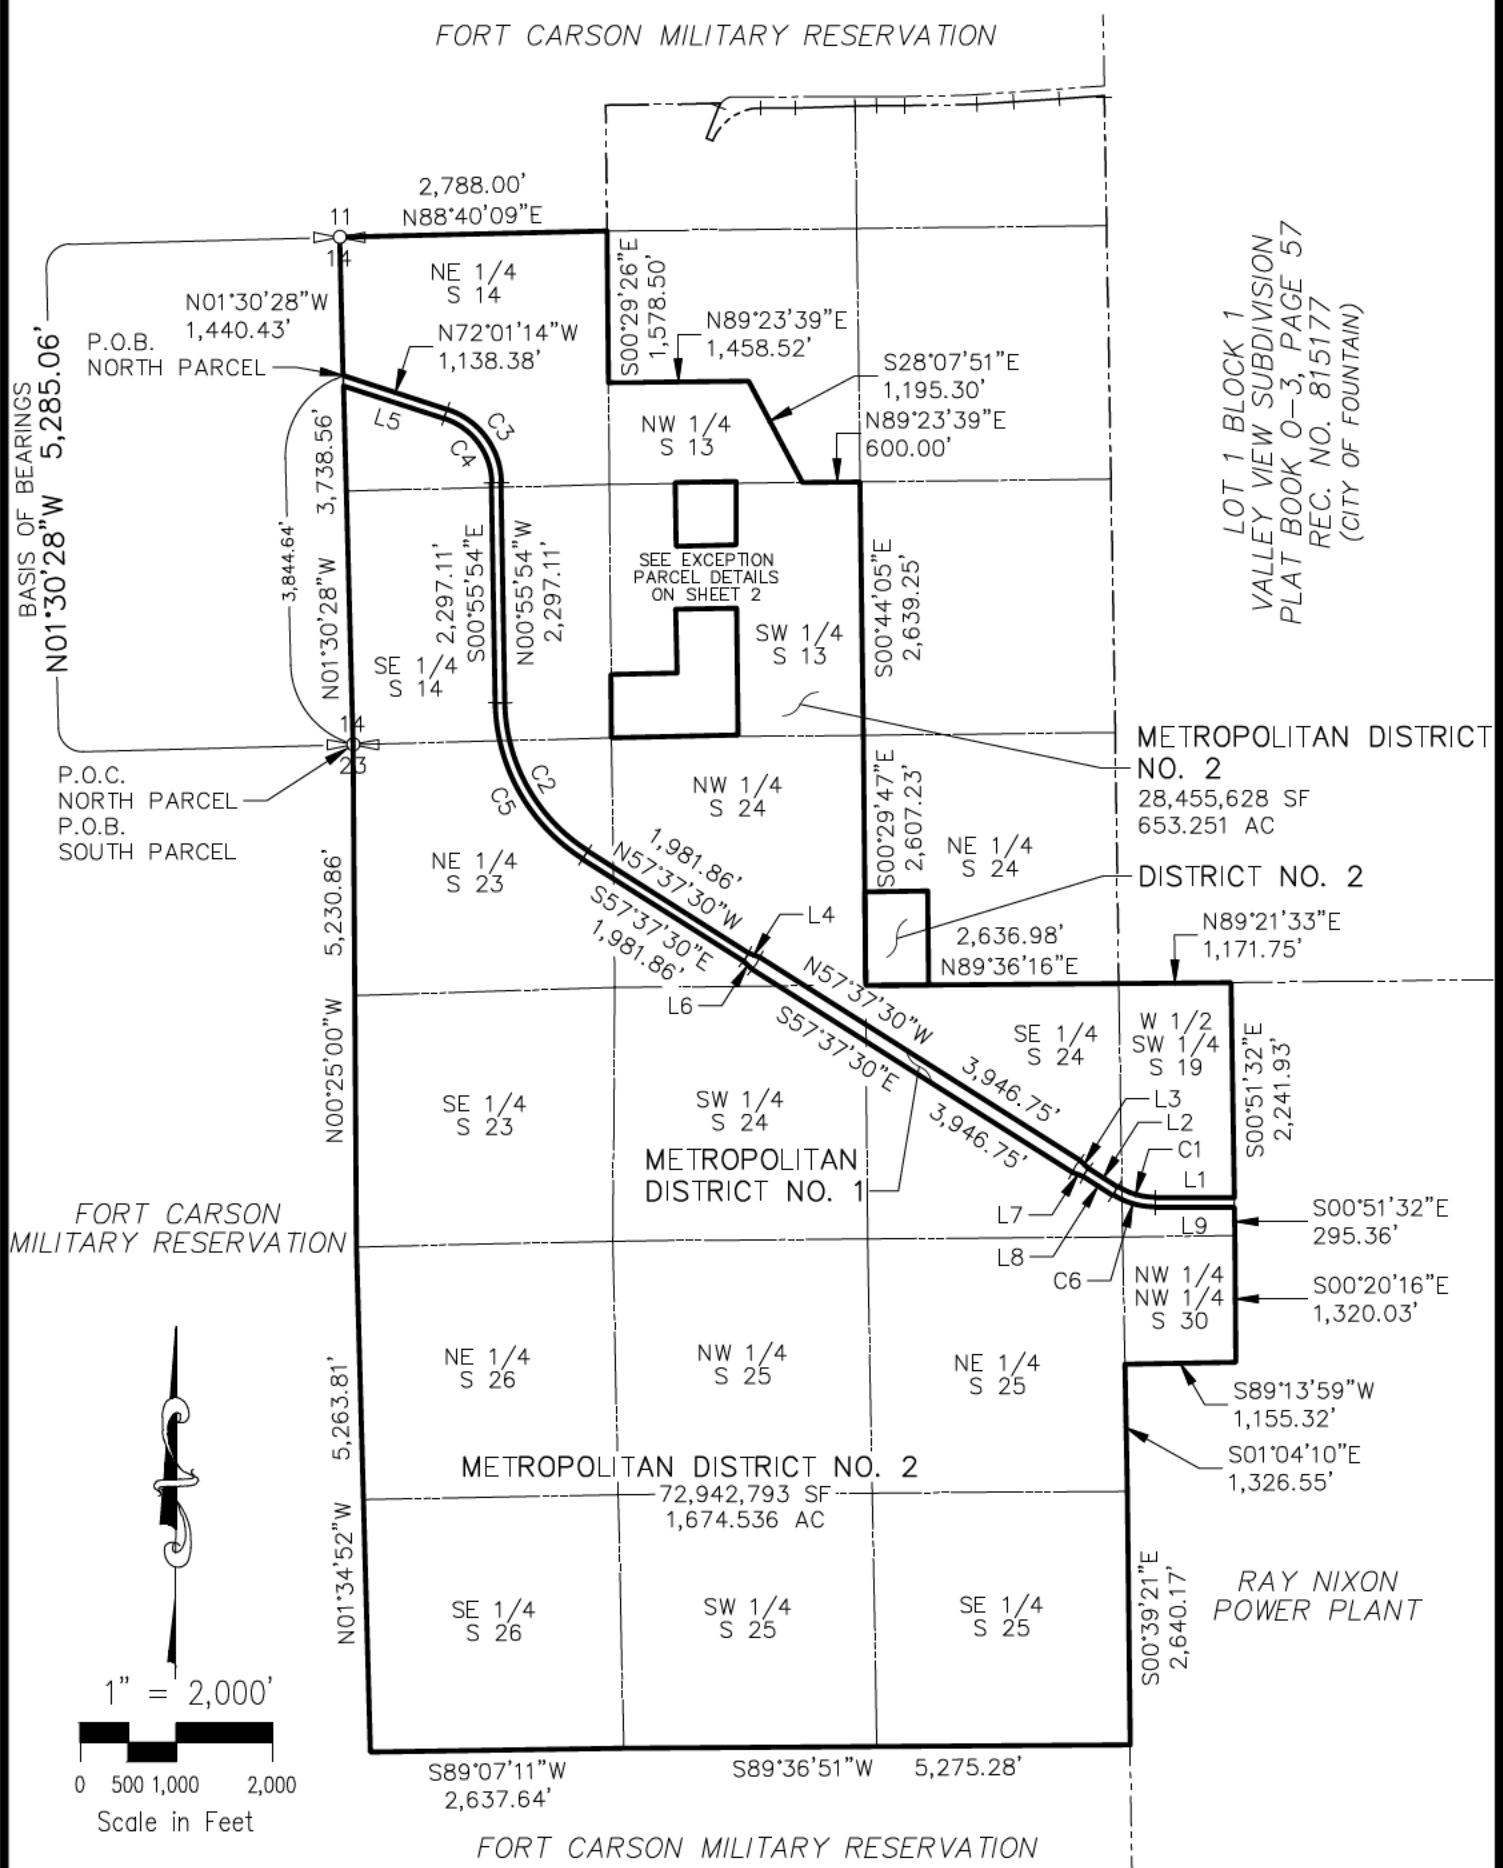 FORT CARSON MILITARY RESERVATION
2,788.00'
N88°40'09"E
11
14
NE 1/4
S 14
S00°29'26"E
1,578.50'
N01°30'28"W
1,440.43'
P.O.B.
NORTH PARCEL
N72°01'14"W
1,138.38'
N89°23'39"E
1,458.52'
S28°07'51"E
1,195.30'
N89°23'39"E
600.00'
NW 1/4
S 13
L5
C3
C4
BASIS OF BEARINGS
N01°30'28"W 5,285.06'
3,844.64'
3,738.56'
N01°30'28"W
LOT 1 BLOCK 1
VALLEY VIEW SUBDIVISION
PLAT BOOK O-3, PAGE 57
REC. NO. 815177
(CITY OF FOUNTAIN)
SEE EXCEPTION
PARCEL DETAILS
ON SHEET 2
2,297.11'
S00°55'54"E
N00°55'54"W
2,297.11'
S00°44'05"E
2,639.25'
SW 1/4
S 13
SE 1/4
S 14
14
23
P.O.C.
NORTH PARCEL
P.O.B.
SOUTH PARCEL
METROPOLITAN DISTRICT
NO. 2
28,455,628 SF
653.251 AC
DISTRICT NO. 2
C2
C5
NW 1/4
S 24
S00°29'47"E
2,607.23'
NE 1/4
S 24
NE 1/4
S 23
1,981.86'
N57°37'30"W
S57°37'30"E
1,981.86'
L4
L6
2,636.98'
N89°36'16"E
N89°21'33"E
1,171.75'
5,230.86'
N00°25'00"W
N57°37'30"W
3,946.75'
S57°37'30"E
3,946.75'
SE 1/4
S 24
W 1/2
SW 1/4
S 19
S00°51'32"E
2,241.93'
SE 1/4
S 23
SW 1/4
S 24
METROPOLITAN
DISTRICT NO. 1
L3
L2
C1
L1
L7
L8
C6
L9
S00°51'32"E
295.36'
FORT CARSON
MILITARY RESERVATION
NW 1/4
NW 1/4
S 30
S00°20'16"E
1,320.03'
NE 1/4
S 26
NW 1/4
S 25
NE 1/4
S 25
S89°13'59"W
1,155.32'
S01°04'10"E
1,326.55'
5,263.81'
N01°34'52"W
METROPOLITAN DISTRICT NO. 2
72,942,793 SF
1,674.536 AC
SE 1/4
S 26
SW 1/4
S 25
SE 1/4
S 25
S00°39'21"E
2,640.17'
RAY NIXON
POWER PLANT
1" = 2,000'
0 500 1,000 2,000
Scale in Feet
S89°07'11"W
2,637.64'
S89°36'51"W 5,275.28'
FORT CARSON MILITARY RESERVATION